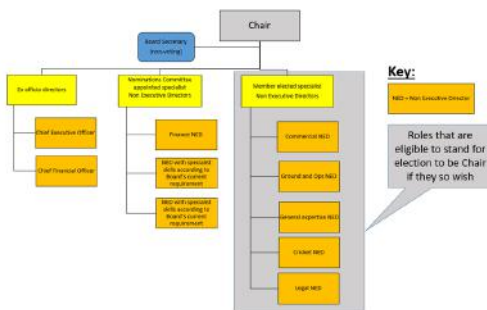 Chair
Board Secretary
(non-voting)
Ex-officio directors
Nominations Committee
appointed specialist
Non Executive Directors
Member elected specialist
Non Executive Directors
Key:
NED = Non Executive Director
Chief Executive Officer
Chief Financial Officer
Finance NED
NED with specialist
skills according to
Board's current
requirement
NED with specialist
skills according to
Board's current
requirement
Commercial NED
Ground and Ops NED
General expertise NED
Cricket NED
Legal NED
Roles that are
eligible to stand for
election to be Chair
if they so wish